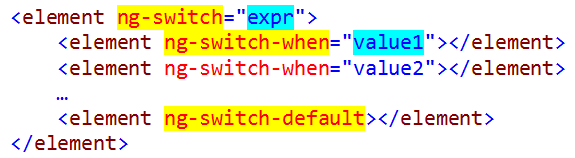 <element ng-switch="expr">
<element ng-switch-when="value1"></element>
<element ng-switch-when="value2"></element>
…
<element ng-switch-default></element>
</element>